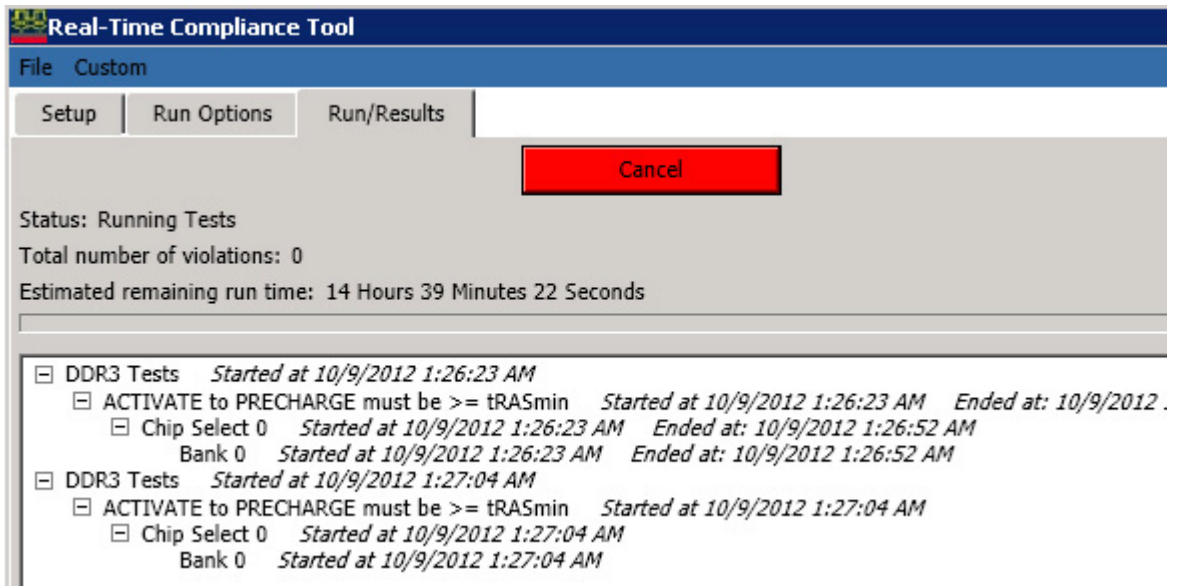 Real-Time Compliance Tool
File Custom
Setup Run Options Run/Results
Cancel
Status: Running Tests
Total number of violations: 0
Estimated remaining run time: 14 Hours 39 Minutes 22 Seconds
DDR3 Tests Started at 10/9/2012 1:26:23 AM
ACTIVATE to PRECHARGE must be >= tRASmin Started at 10/9/2012 1:26:23 AM Ended at: 10/9/2012
Chip Select 0 Started at 10/9/2012 1:26:23 AM Ended at: 10/9/2012 1:26:52 AM
Bank 0 Started at 10/9/2012 1:26:23 AM Ended at: 10/9/2012 1:26:52 AM
DDR3 Tests Started at 10/9/2012 1:27:04 AM
ACTIVATE to PRECHARGE must be >= tRASmin Started at 10/9/2012 1:27:04 AM
Chip Select 0 Started at 10/9/2012 1:27:04 AM
Bank 0 Started at 10/9/2012 1:27:04 AM